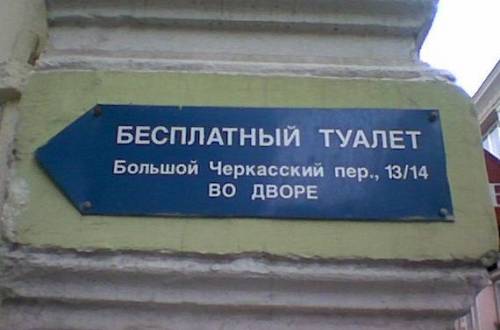 БЕСПЛАТНЫЙ ТУАЛЕТ
Большой Черкасский пер., 13/14
ВО ДВОРЕ